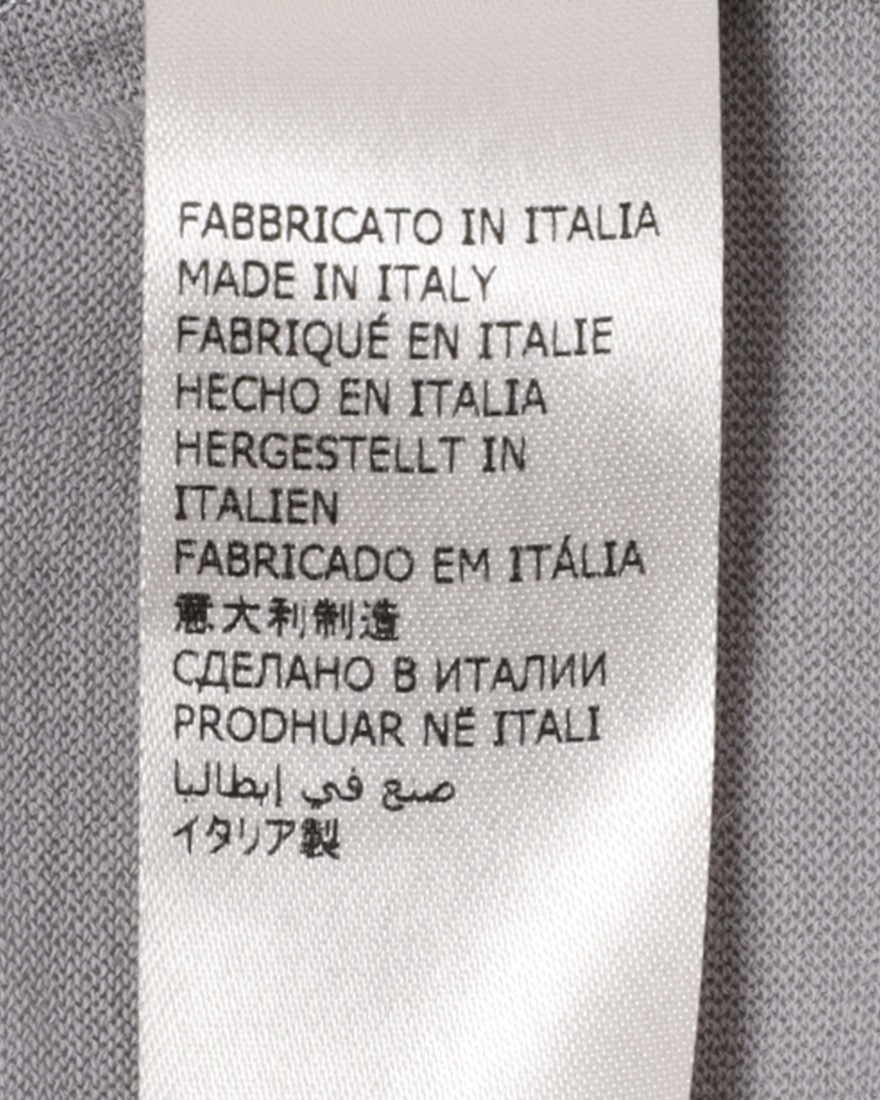 FABBRICATO IN ITALIA
MADE IN ITALY
FABRIQUÉ EN ITALIE
HECHO EN ITALIA
HERGESTELLT IN
ITALIEN
FABRICADO EM ITÁLIA
意大利制造
СДЕЛАНО В ИТАЛИИ
PRODHUAR NË ITALI
صنع في إيطاليا
イタリア製